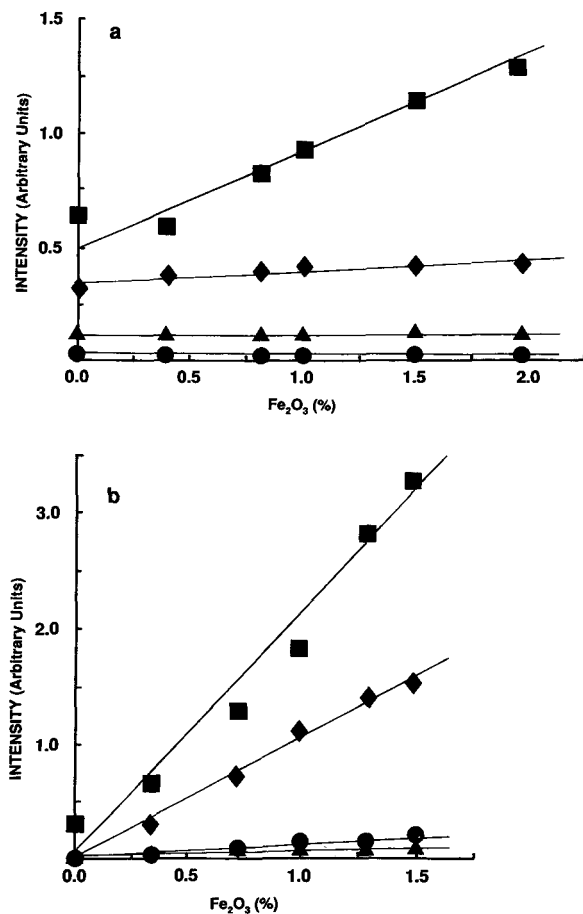 a
1.5
1.0
0.5
INTENSITY (Arbitrary Units)
0.0 0.5 1.0 1.5 2.0
Fe₂O₃ (%)
b
3.0
2.0
1.0
INTENSITY (Arbitrary Units)
0.0 0.5 1.0 1.5
Fe₂O₃ (%)